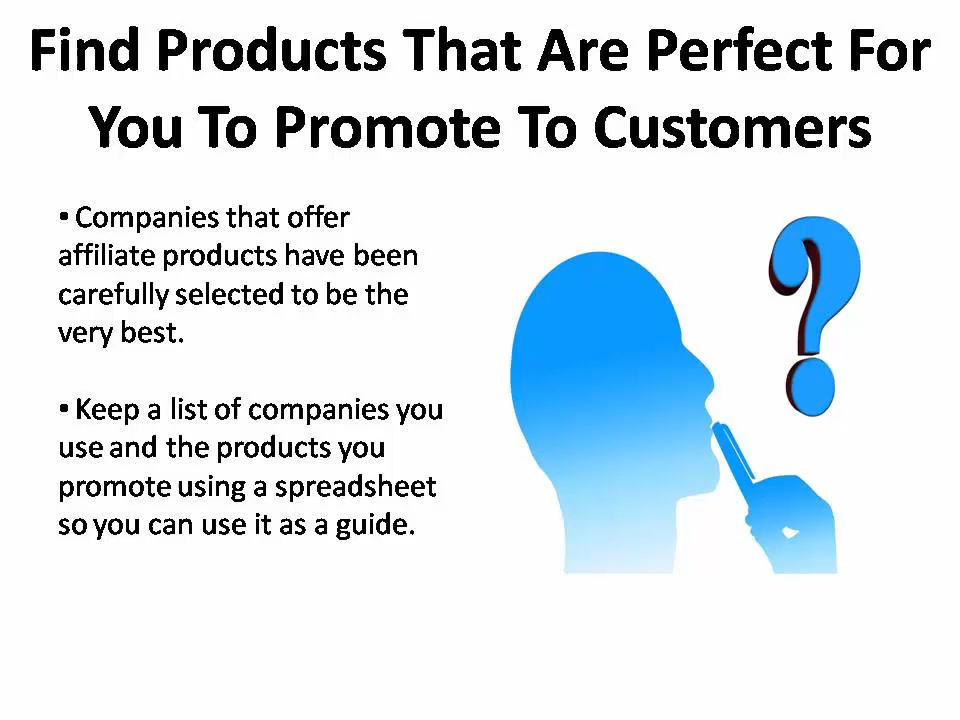 Find Products That Are Perfect For
You To Promote To Customers
• Companies that offer
affiliate products have been
carefully selected to be the
very best.
• Keep a list of companies you
use and the products you
promote using a spreadsheet
so you can use it as a guide.
?